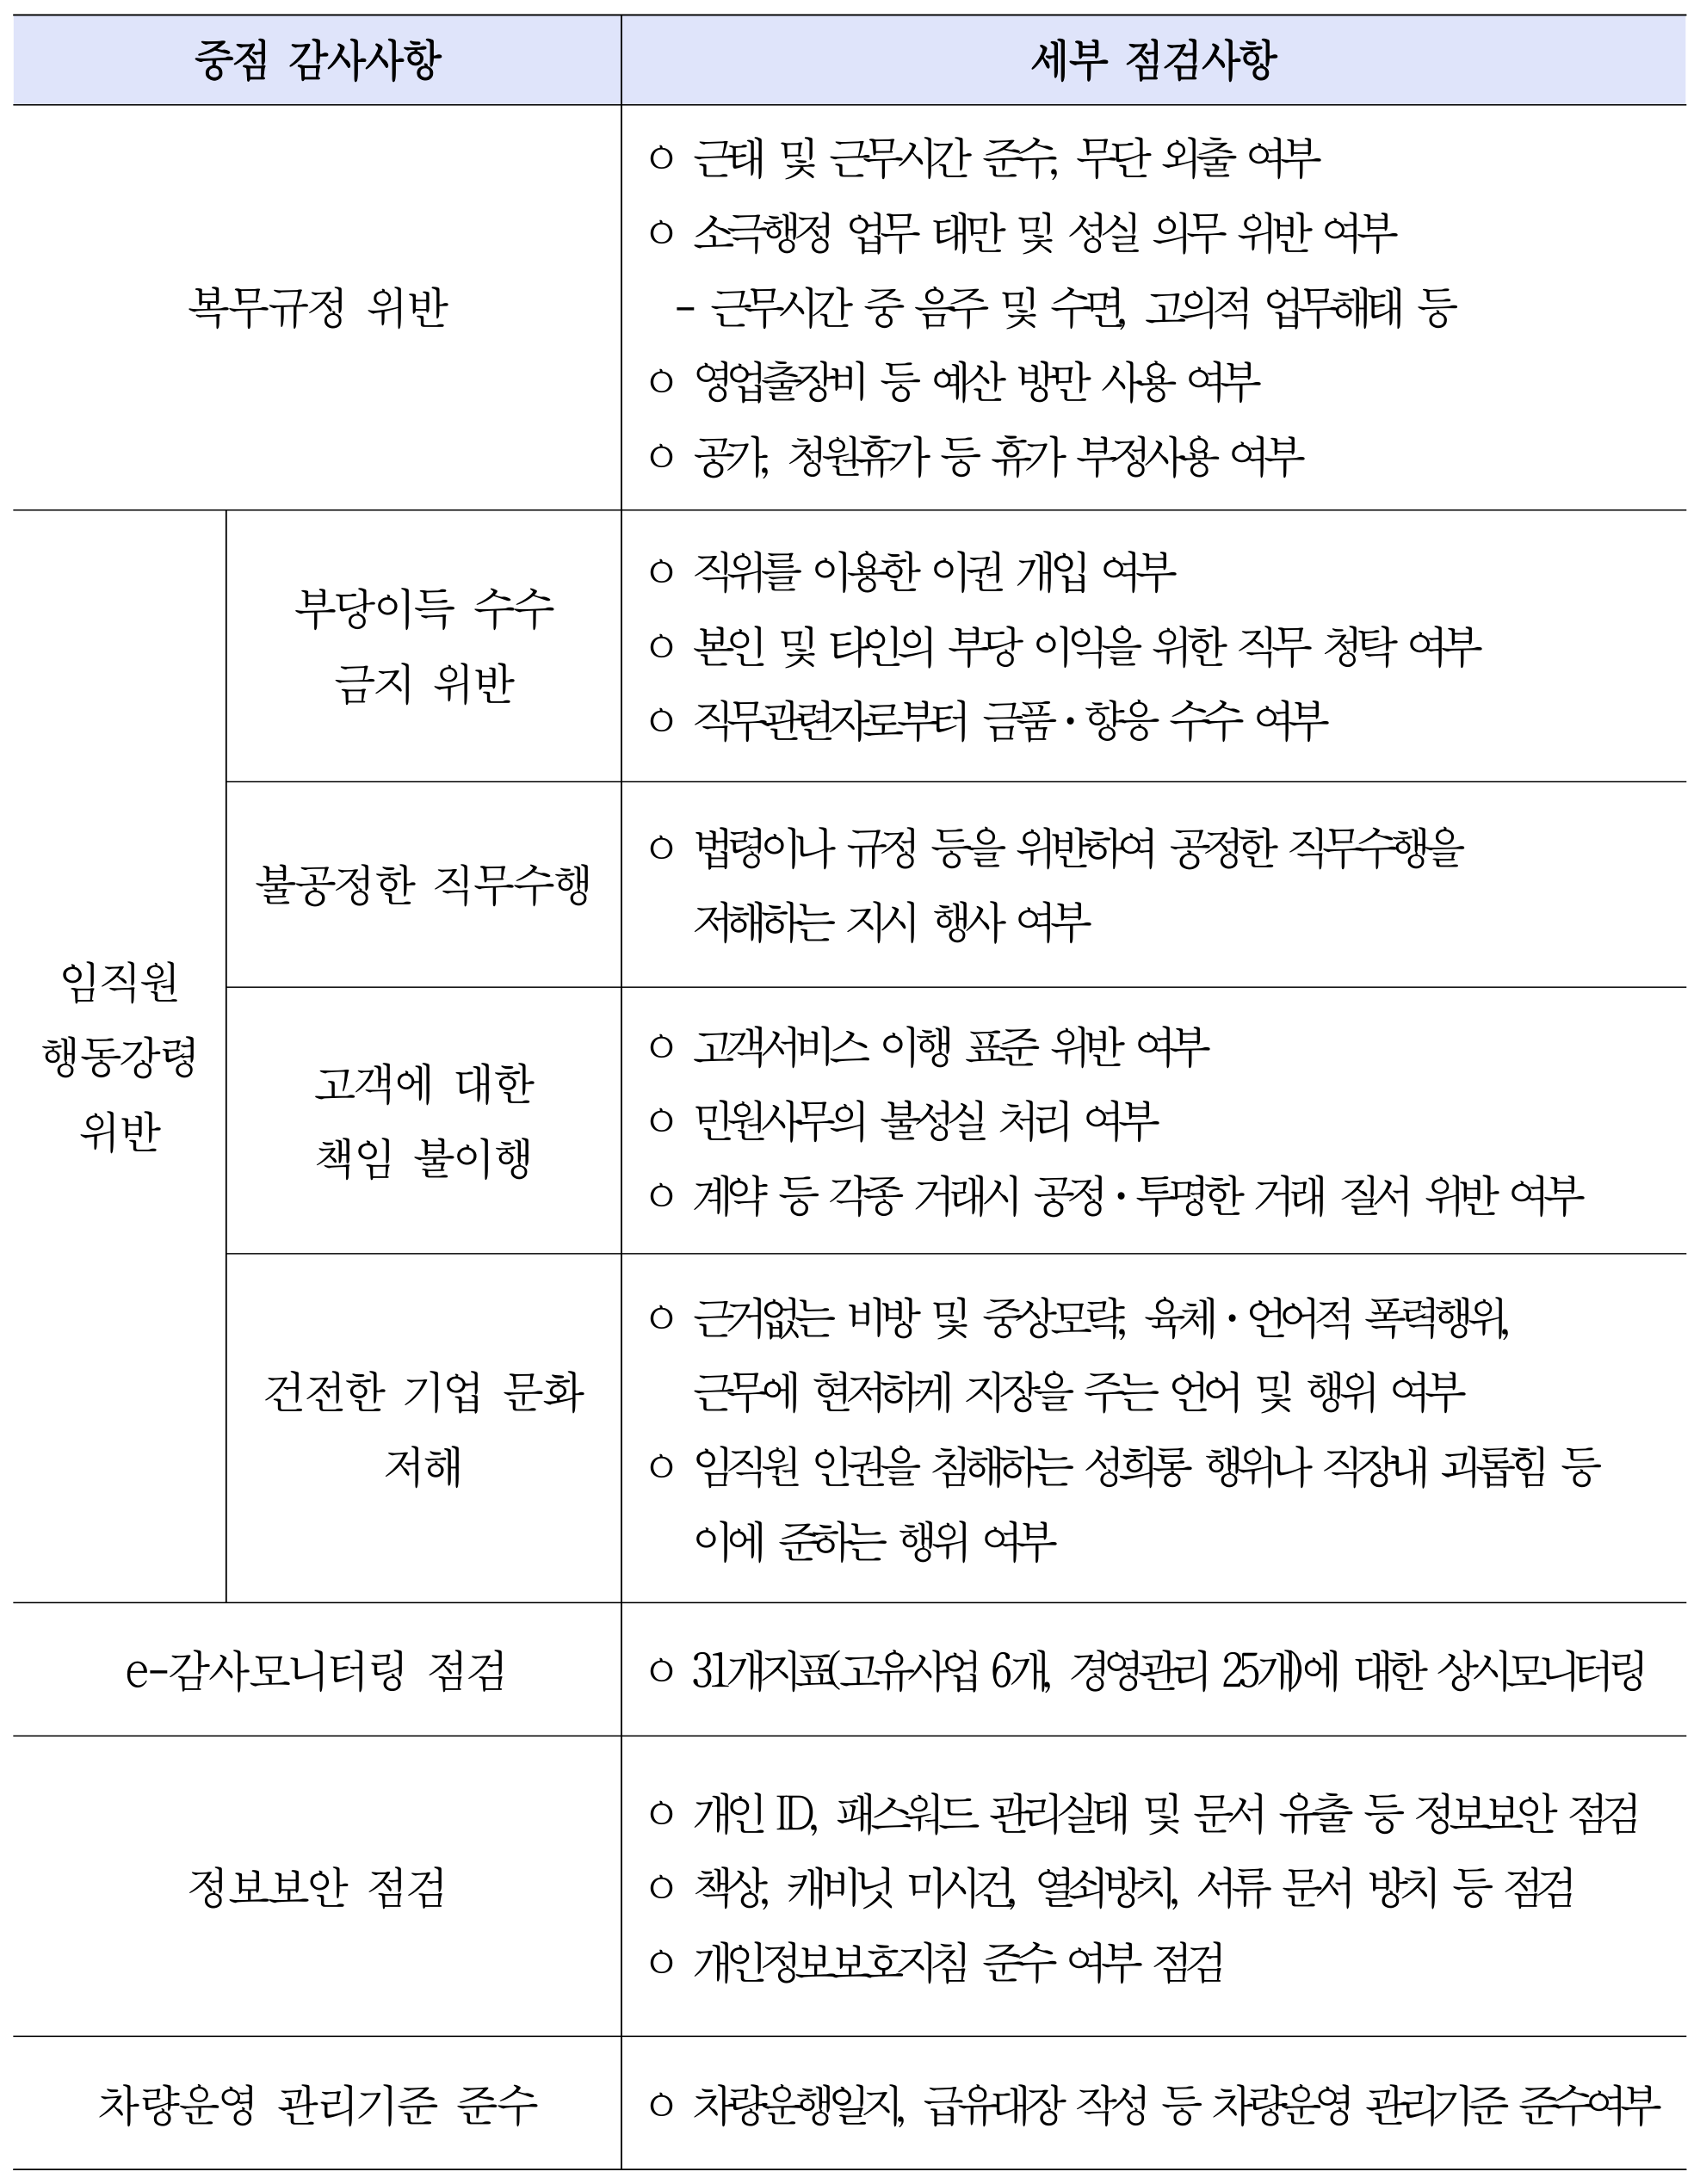 중점 감사사항
세부 점검사항
복무규정 위반
ㅇ 근태 및 근무시간 준수, 무단 외출 여부
ㅇ 소극행정 업무 태만 및 성실 의무 위반 여부
- 근무시간 중 음주 및 수면, 고의적 업무해태 등
ㅇ 영업출장비 등 예산 방만 사용 여부
ㅇ 공가, 청원휴가 등 휴가 부정사용 여부
임직원
행동강령
위반
부당이득 수수
금지 위반
ㅇ 직위를 이용한 이권 개입 여부
ㅇ 본인 및 타인의 부당 이익을 위한 직무 청탁 여부
ㅇ 직무관련자로부터 금품·향응 수수 여부
불공정한 직무수행
ㅇ 법령이나 규정 등을 위반하여 공정한 직무수행을
저해하는 지시 행사 여부
고객에 대한
책임 불이행
ㅇ 고객서비스 이행 표준 위반 여부
ㅇ 민원사무의 불성실 처리 여부
ㅇ 계약 등 각종 거래시 공정·투명한 거래 질서 위반 여부
건전한 기업 문화
저해
ㅇ 근거없는 비방 및 중상모략, 육체·언어적 폭력행위,
근무에 현저하게 지장을 주는 언어 및 행위 여부
ㅇ 임직원 인권을 침해하는 성희롱 행위나 직장내 괴롭힘 등
이에 준하는 행위 여부
e-감사모니터링 점검
ㅇ 31개지표(고유사업 6개, 경영관리 25개)에 대한 상시모니터링
정보보안 점검
ㅇ 개인 ID, 패스워드 관리실태 및 문서 유출 등 정보보안 점검
ㅇ 책상, 캐비닛 미시건, 열쇠방치, 서류 문서 방치 등 점검
ㅇ 개인정보보호지침 준수 여부 점검
차량운영 관리기준 준수
ㅇ 차량운행일지, 급유대장 작성 등 차량운영 관리기준 준수여부